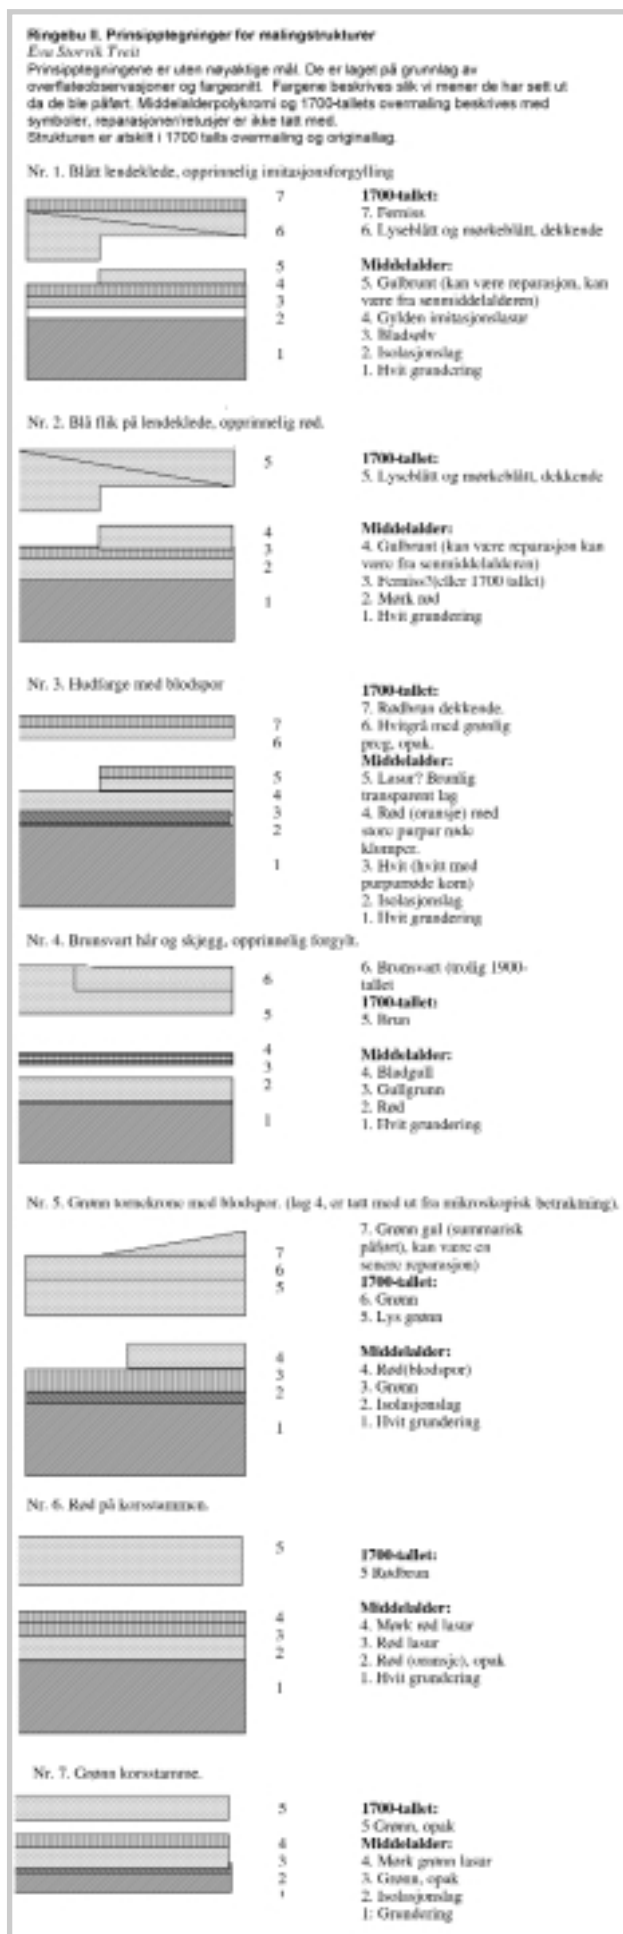 Ringebu II. Prinsipptegninger for malingstrukturer
Eva Storvik Tveit
Prinsipptegningene er uten nøyaktige mål. De er laget på grunnlag av
overflateobservasjoner og fargesnitt. Fargene beskrives slik vi mener de har sett ut
da de ble påført. Middelalderpolykromi og 1700-tallets overmaling beskrives med
symboler, reparasjoner/retusjer er ikke tatt med.
Strukturen er atskilt i 1700 talls overmaling og originallag.
Nr. 1. Blått lendeklede, opprinnelig imitasjonsforgylling
7
6
5
4
3
2
1
1700-tallet:
7. Ferniss
6. Lyseblått og mørkeblått, dekkende
Middelalder:
5. Gulbrunt (kan være reparasjon, kan
være fra senmiddelalderen)
4. Gylden imitasjonslasur
3. Bladsølv
2. Isolasjonslag
1. Hvit grundering
Nr. 2. Blå flik på lendeklede, opprinnelig rød.
5
4
3
2
1
1700-tallet:
5. Lyseblått og mørkeblått, dekkende
Middelalder:
4. Gulbrunt (kan være reparasjon kan
være fra senmiddelalderen)
3. Ferniss?(eller 1700 tallet)
2. Mørk rød
1. Hvit grundering
Nr. 3. Hudfarge med blodspor
7
6
5
4
3
2
1
1700-tallet:
7. Rødbrun dekkende.
6. Hvitgrå med grønlig
preg, opak.
Middelalder:
5. Lasur? Brunlig
transparent lag
4. Rød (oransje) med
store purpur røde
klumper.
3. Hvit (hvitt med
purpurrøde korn)
2. Isolasjonslag
1. Hvit grundering
Nr. 4. Brunsvart hår og skjegg, opprinnelig forgylt.
6
5
4
3
2
1
6. Brunsvart (trolig 1900-
tallet
1700-tallet:
5. Brun
Middelalder:
4. Bladgull
3. Gullgrunn
2. Rød
1. Hvit grundering
Nr. 5. Grønn tornekrone med blodspor. (lag 4, er tatt med ut fra mikroskopisk betraktning).
7
6
5
4
3
2
1
7. Grønn gul (summarisk
påført), kan være en
senere reparasjon)
1700-tallet:
6. Grønn
5. Lys grønn
Middelalder:
4. Rød(blodspor)
3. Grønn
2. Isolasjonslag
1. Hvit grundering
Nr. 6. Rød på korsstammen.
5
4
3
2
1
1700-tallet:
5 Rødbrun
Middelalder:
4. Mørk rød lasur
3. Rød lasur
2. Rød (oransje), opak
1. Hvit grundering
Nr. 7. Grønn korsstamme.
5
4
3
2
1
1700-tallet:
5 Grønn, opak
Middelalder:
4. Mørk grønn lasur
3. Grønn, opak
2. Isolasjonslag
1: Grundering